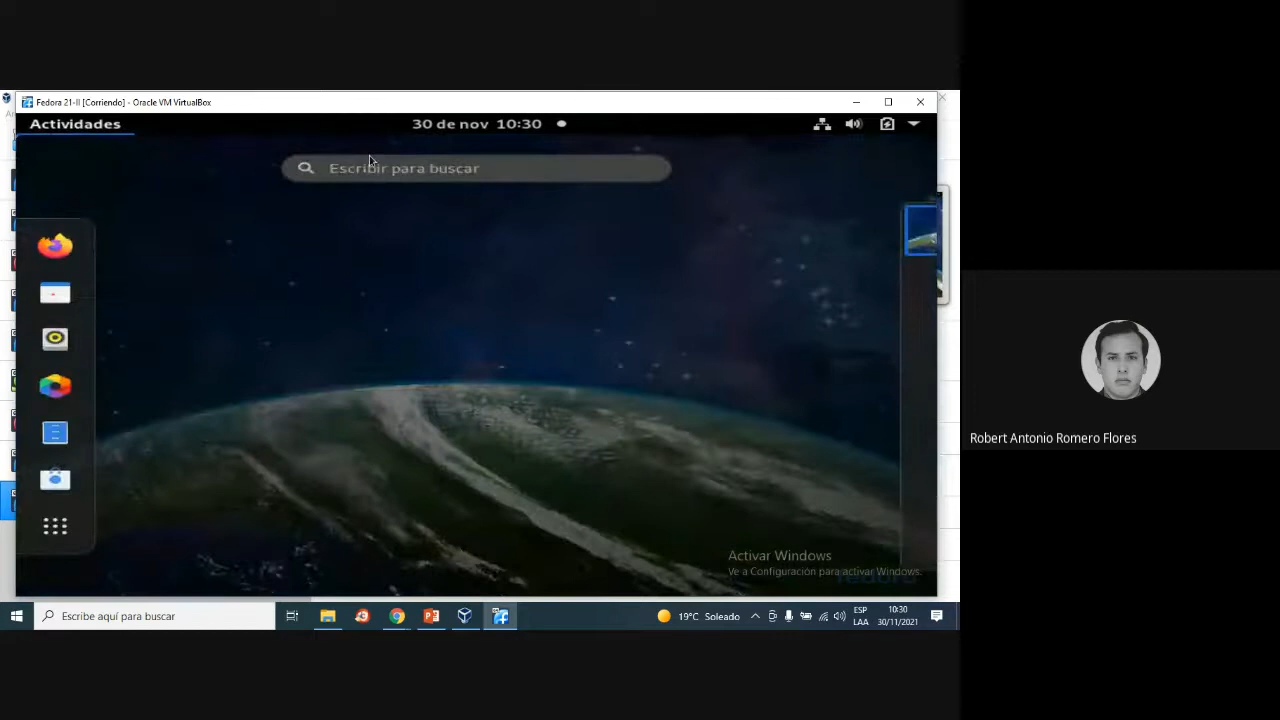 Fedora 21-II [Corriendo] - Oracle VM VirtualBox
Actividades
30 de nov 10:30
Escribir para buscar
Activar Windows
Ve a Configuración para activar Windows.
fedora
Robert Antonio Romero Flores
Escribe aquí para buscar
19°C Soleado
ESP
LAA
10:30
30/11/2021